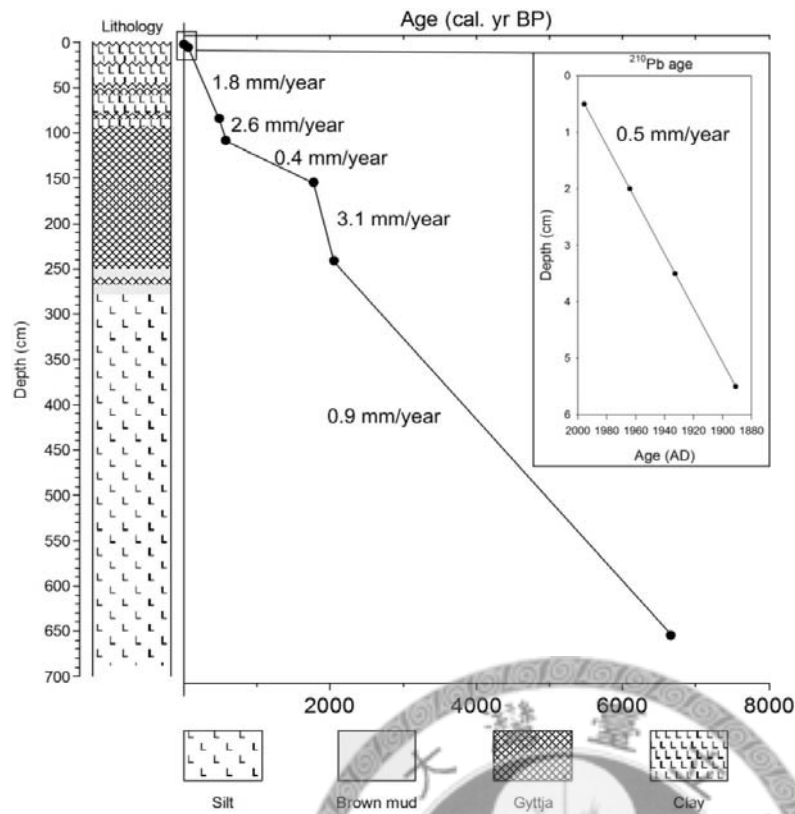 Lithology
Age (cal. yr BP)
0
50
100
150
200
250
300
350
400
450
500
550
600
650
700
Depth (cm)
1.8 mm/year
2.6 mm/year
0.4 mm/year
3.1 mm/year
0.9 mm/year
210Pb age
0.5 mm/year
0
1
2
3
4
5
6
Depth (cm)
2000 1980 1960 1940 1920 1900 1880
Age (AD)
2000 4000 6000 8000
Silt Brown mud Gyttja Clay
大